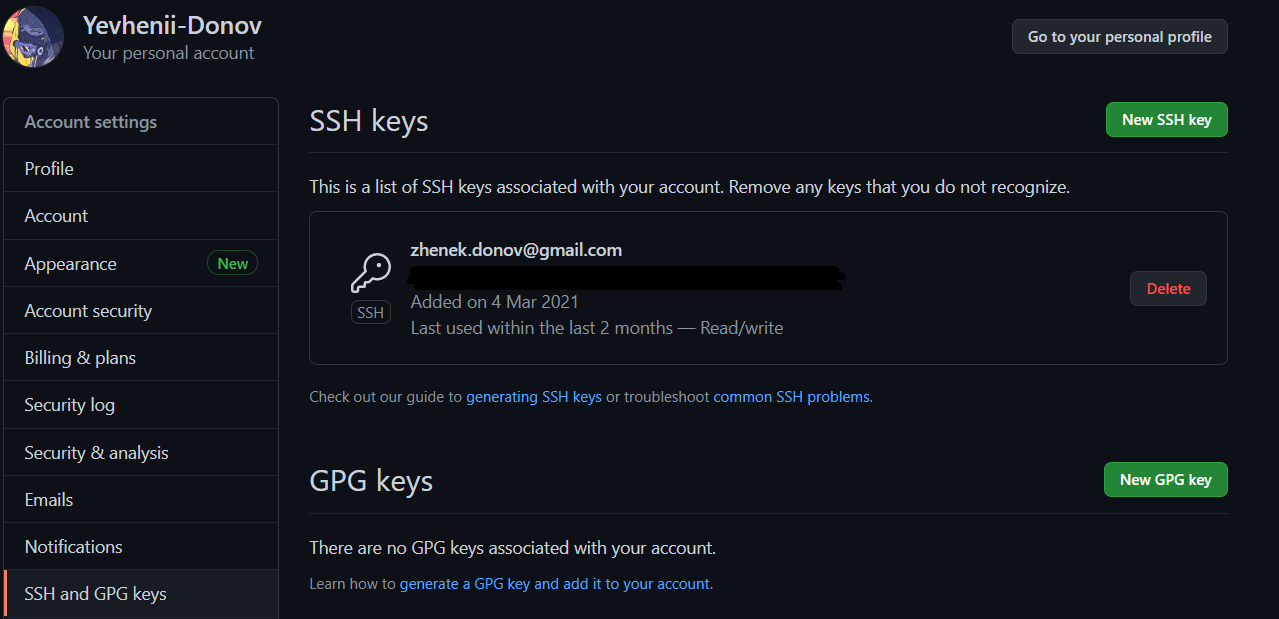 Yevhenii-Donov
Your personal account
Go to your personal profile
Account settings
Profile
Account
Appearance New
Account security
Billing & plans
Security log
Security & analysis
Emails
Notifications
SSH and GPG keys
SSH keys
New SSH key
This is a list of SSH keys associated with your account. Remove any keys that you do not recognize.
SSH
zhenek.donov@gmail.com
Added on 4 Mar 2021
Last used within the last 2 months — Read/write
Delete
Check out our guide to generating SSH keys or troubleshoot common SSH problems.
GPG keys
New GPG key
There are no GPG keys associated with your account.
Learn how to generate a GPG key and add it to your account.